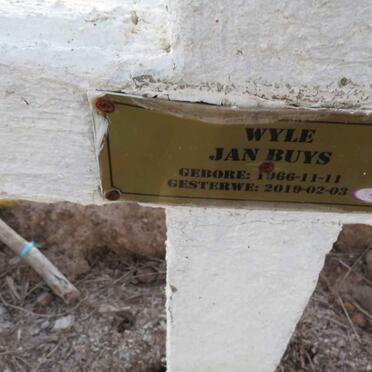 WYLE
JAN BUYS
GEBORE: 1966-11-11
GESTERWE: 2019-02-03